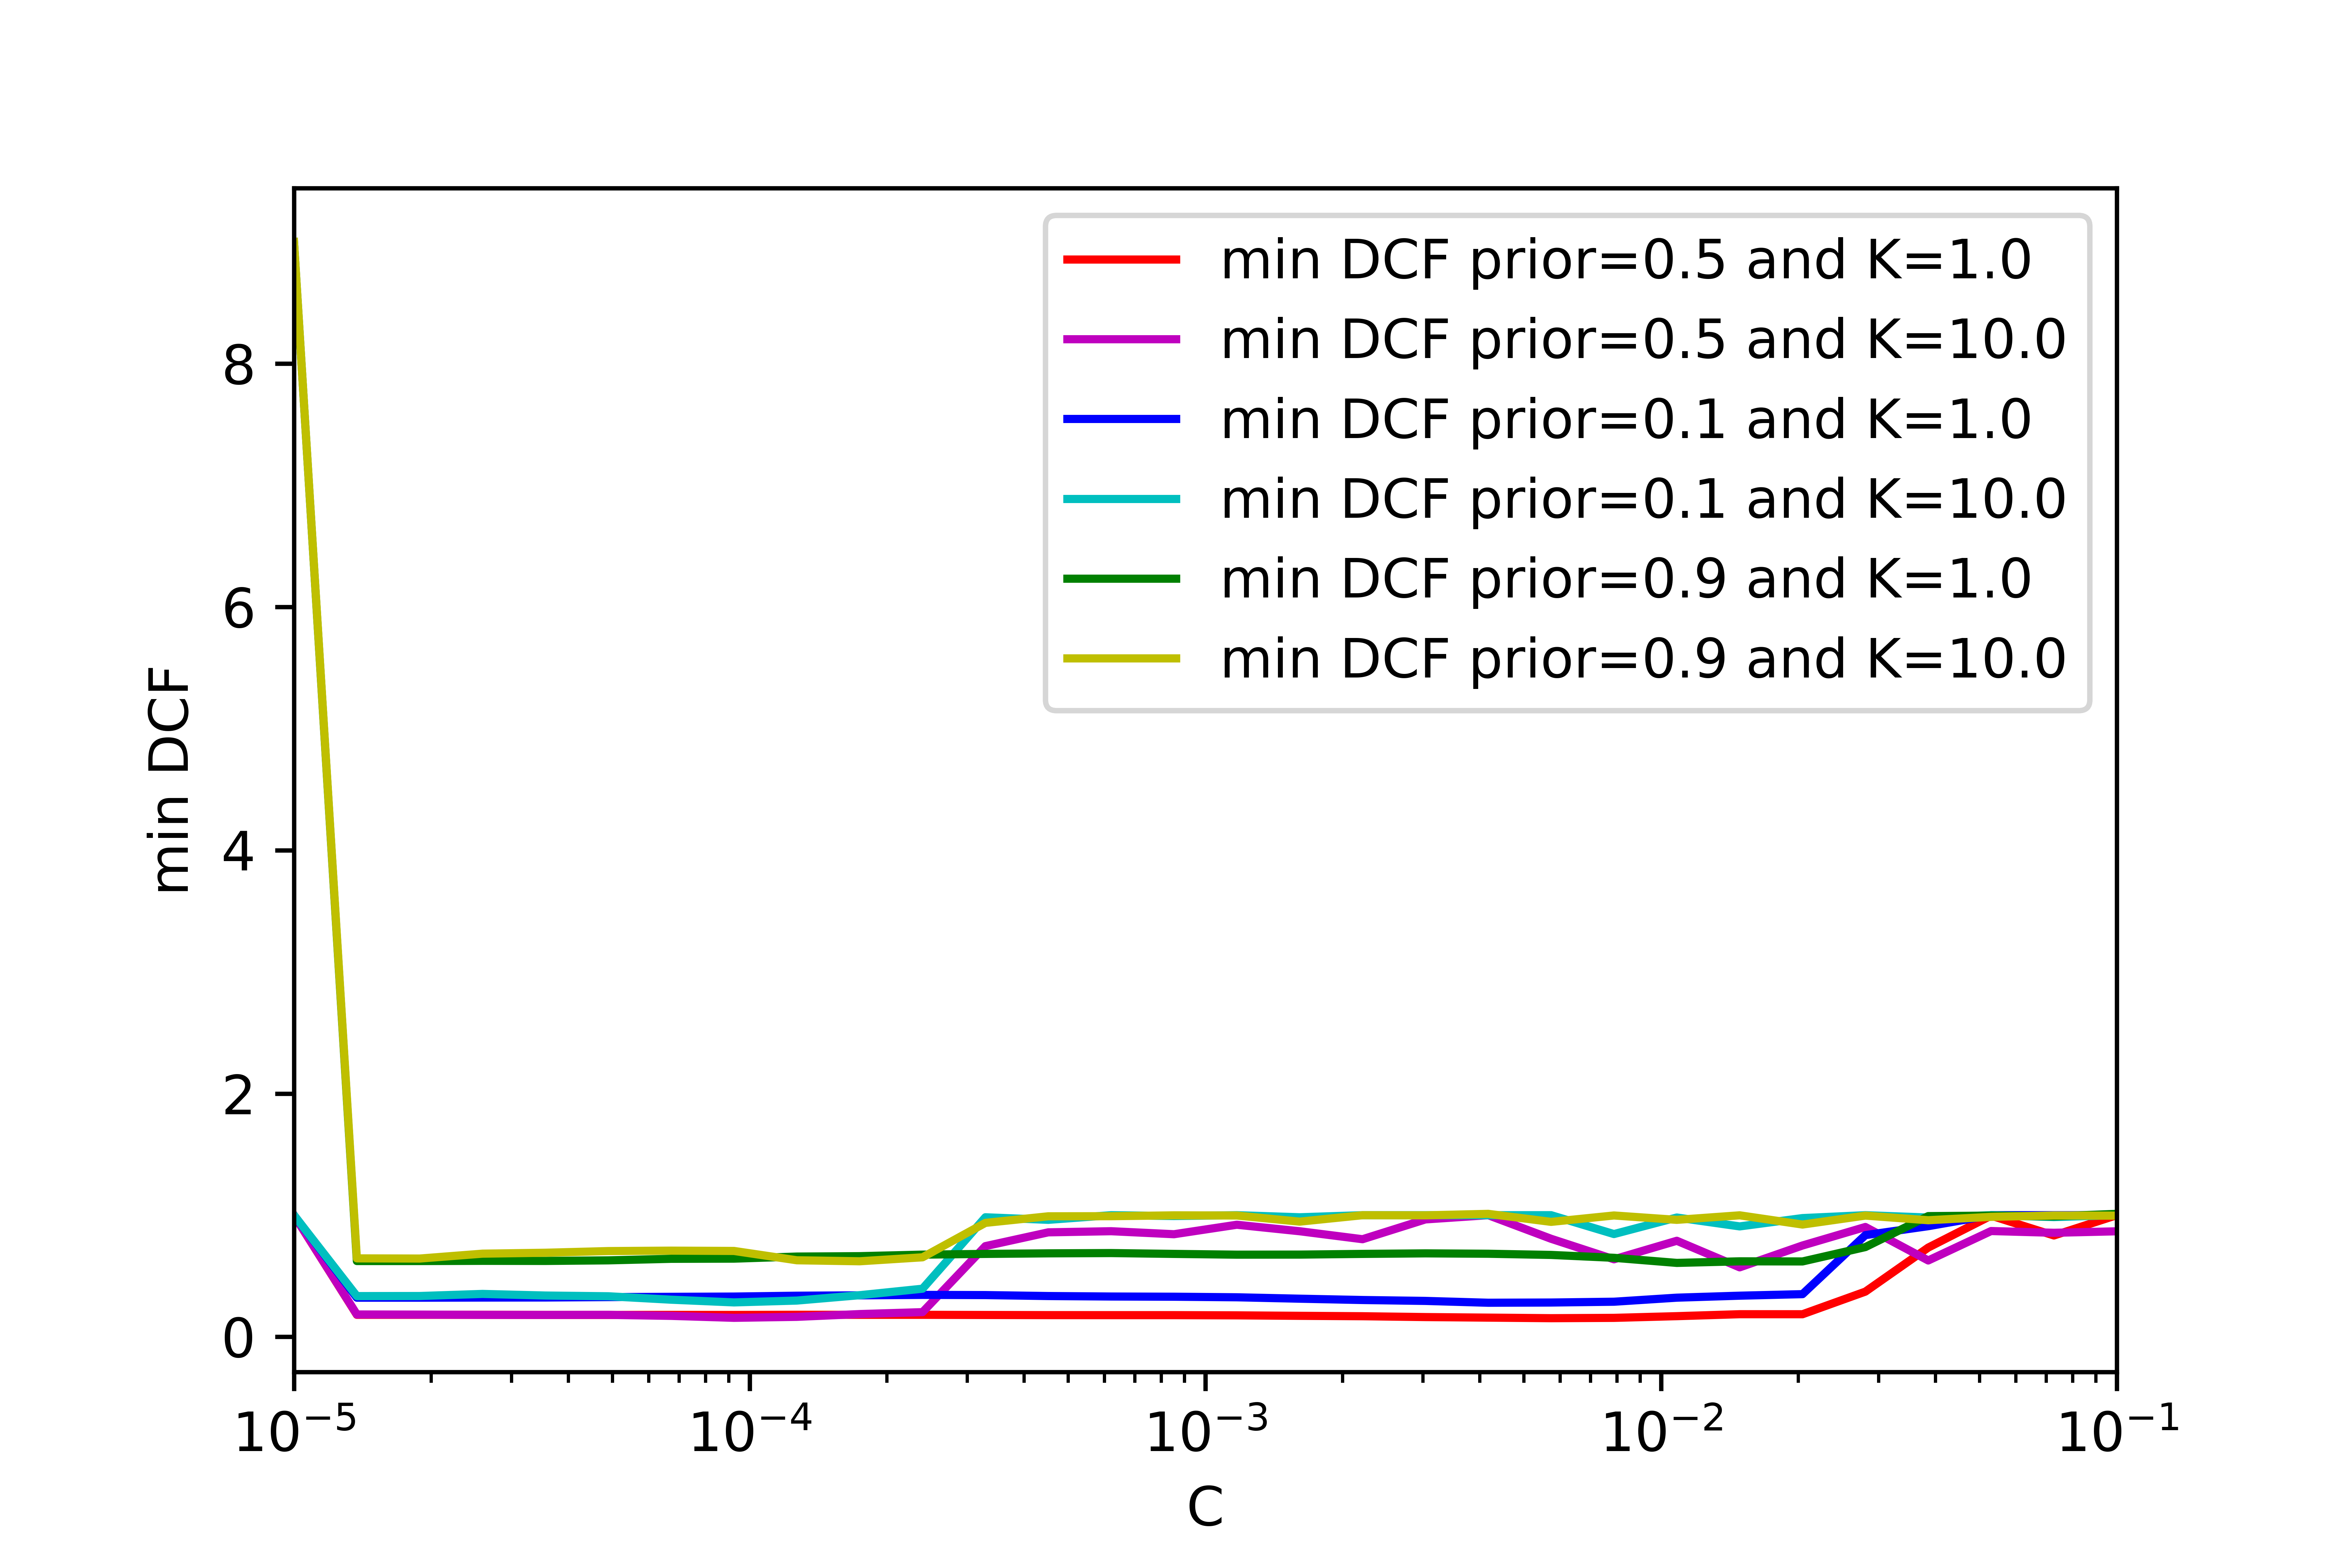 min DCF prior=0.5 and K=1.0
min DCF prior=0.5 and K=10.0
min DCF prior=0.1 and K=1.0
min DCF prior=0.1 and K=10.0
min DCF prior=0.9 and K=1.0
min DCF prior=0.9 and K=10.0
8
6
4
2
0
min DCF
10⁻⁵ 10⁻⁴ 10⁻³ 10⁻² 10⁻¹
C